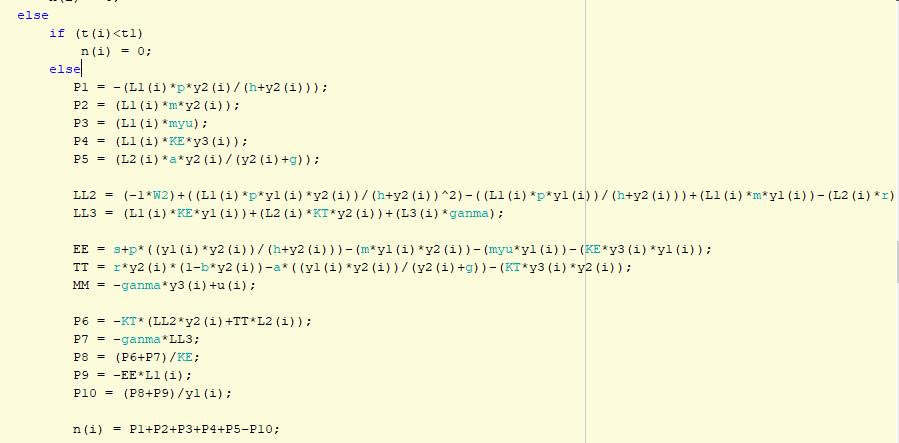 else
if (t(i)<t1)
n(i) = 0;
else
P1 = -(L1(i)*p*y2(i)/(h+y2(i)));
P2 = (L1(i)*m*y2(i));
P3 = (L1(i)*myu);
P4 = (L1(i)*KE*y3(i));
P5 = (L2(i)*a*y2(i)/(y2(i)+g));
LL2 = (-1*W2)+((L1(i)*p*y1(i)*y2(i))/(h+y2(i))^2)-((L1(i)*p*y1(i))/(h+y2(i)))+(L1(i)*m*y1(i))-(L2(i)*r)
LL3 = (L1(i)*KE*y1(i))+(L2(i)*KT*y2(i))+(L3(i)*ganma);
EE = s+p*((y1(i)*y2(i))/(h+y2(i)))-(m*y1(i)*y2(i))-(myu*y1(i))-(KE*y3(i)*y1(i));
TT = r*y2(i)*(1-b*y2(i))-a*((y1(i)*y2(i))/(y2(i)+g))-(KT*y3(i)*y2(i));
MM = -ganma*y3(i)+u(i);
P6 = -KT*(LL2*y2(i)+TT*L2(i));
P7 = -ganma*LL3;
P8 = (P6+P7)/KE;
P9 = -EE*L1(i);
P10 = (P8+P9)/y1(i);
n(i) = P1+P2+P3+P4+P5-P10;